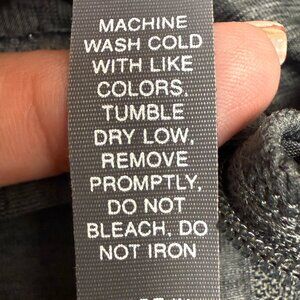 MACHINE
WASH COLD
WITH LIKE
COLORS.
TUMBLE
DRY LOW,
REMOVE
PROMPTLY,
DO NOT
BLEACH, DO
NOT IRON